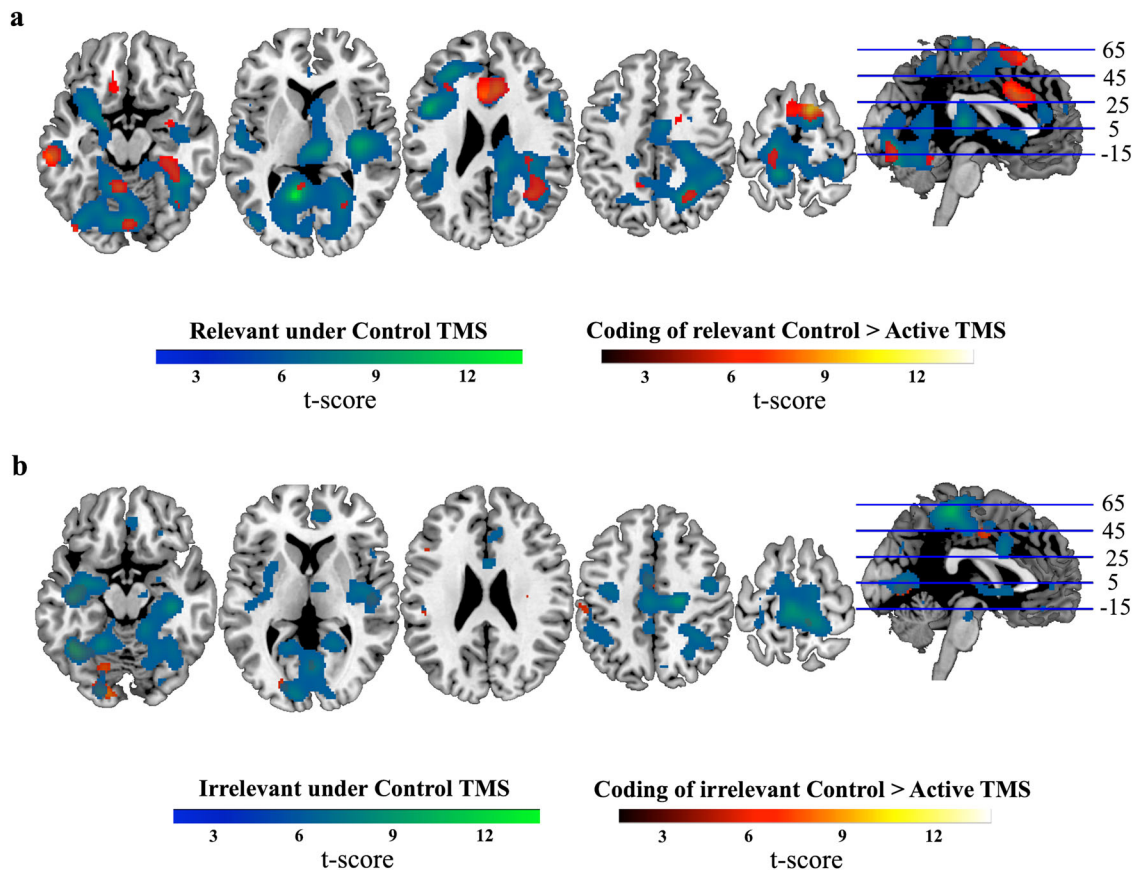 a
65
45
25
5
-15
Relevant under Control TMS
Coding of relevant Control > Active TMS
3 6 9 12
3 6 9 12
t-score
t-score
b
65
45
25
5
-15
Irrelevant under Control TMS
Coding of irrelevant Control > Active TMS
3 6 9 12
3 6 9 12
t-score
t-score